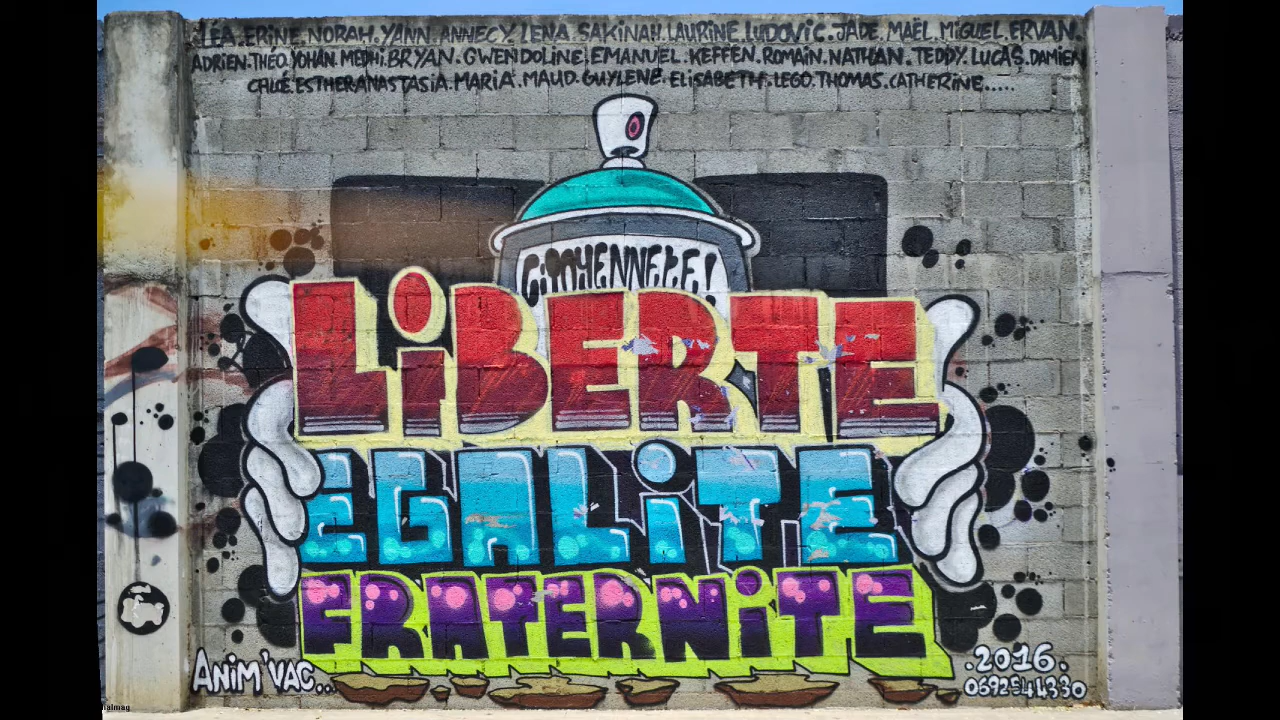 LÉA.ERINE.NORAH.YANN.ANNECY.LENA.SAKINAH.LAURINE.LUDOVIC.JADE.MAËL.MIGUEL.ERVAN.
ADRIEN.THÉO.YOHAN.MEDHI.BRYAN.GWENDOLINE.EMANUEL.KEFFEN.ROMAIN.NATHAN.TEDDY.LUCAS.DAMIEN
CHLOÉ.ESTHER.ANASTASIA.MARIA.MAUD.GUYLENE.ELISABETH.LEGO.THOMAS.CATHERINE.....
CiTOYENNETE!
LiBERTE
EGALiTE
FRATERNiTE
ANIM'VAC...
.2016.
0692544330